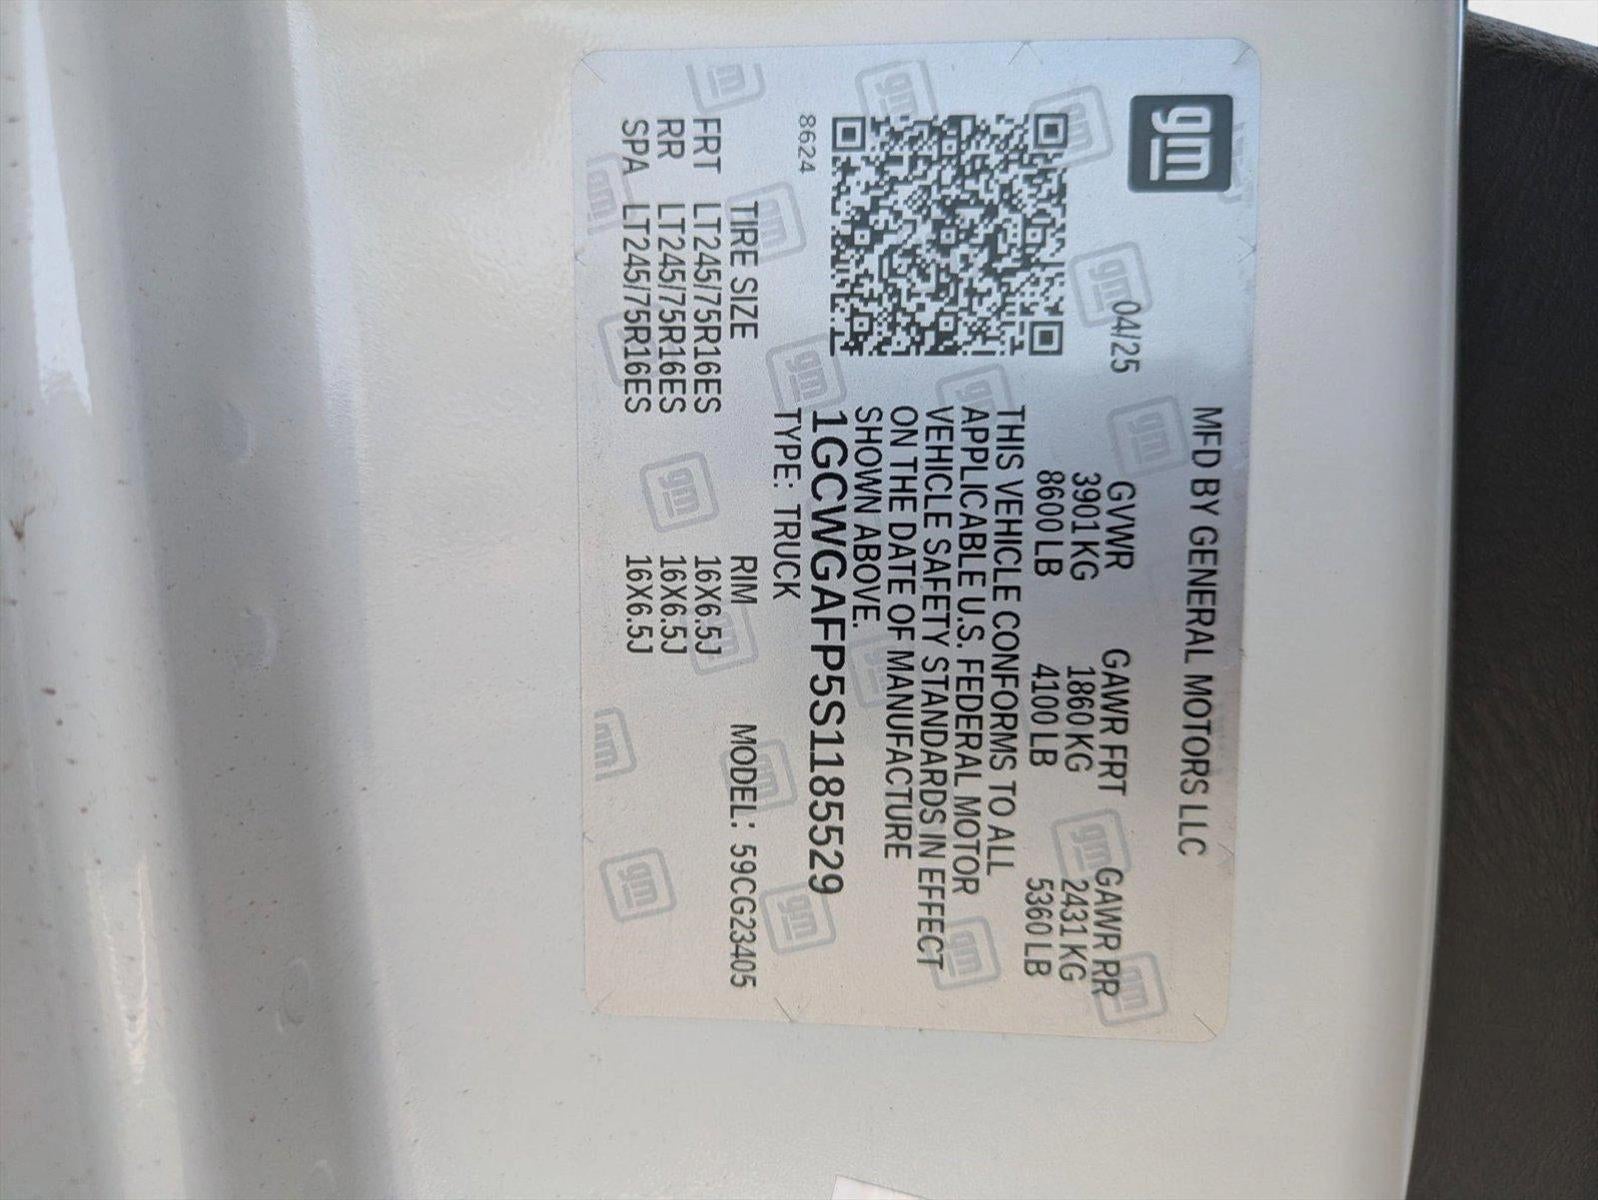 gm
MFD BY GENERAL MOTORS LLC
04/25 GVWR GAWR FRT GAWR RR
3901 KG 1860 KG 2431 KG
8600 LB 4100 LB 5360 LB
THIS VEHICLE CONFORMS TO ALL
APPLICABLE U.S. FEDERAL MOTOR
VEHICLE SAFETY STANDARDS IN EFFECT
ON THE DATE OF MANUFACTURE
SHOWN ABOVE.
1GCWGAFP5S1185529
8624 TYPE: TRUCK
TIRE SIZE RIM MODEL: 59CG23405
FRT LT245/75R16ES 16X6.5J
RR LT245/75R16ES 16X6.5J
SPA LT245/75R16ES 16X6.5J